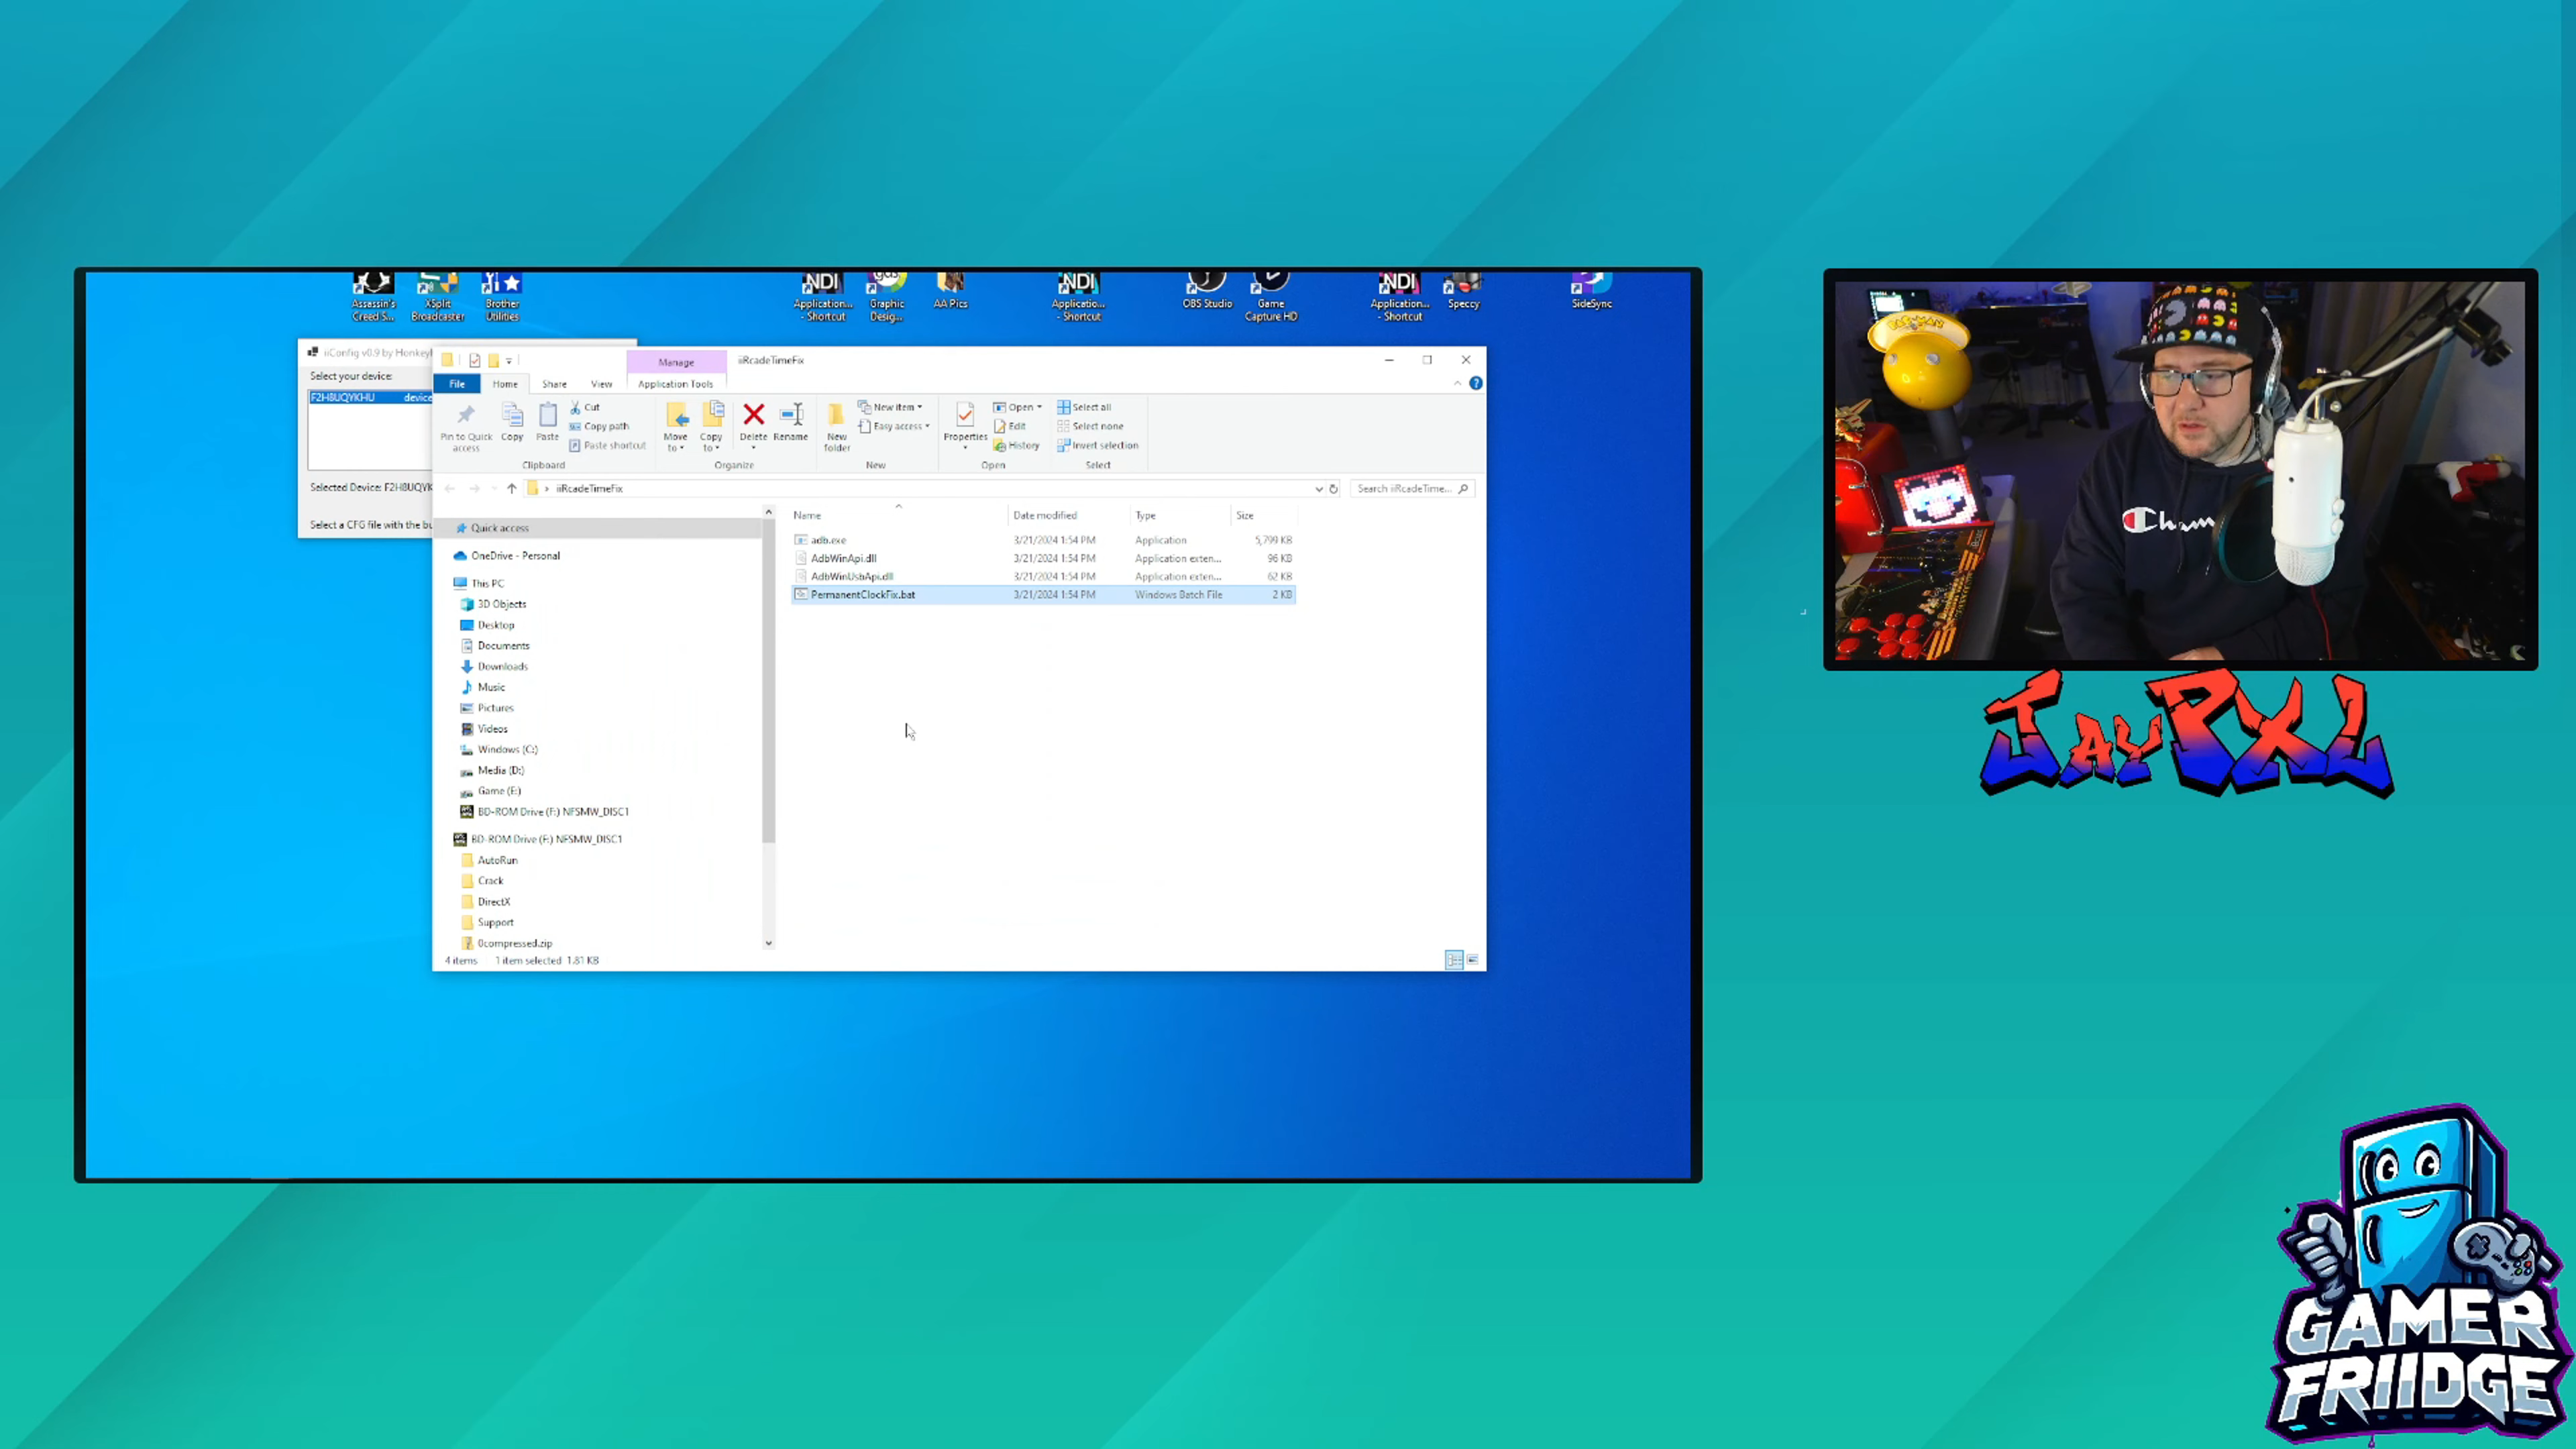 Assassin's
Creed S...
XSplit
Broadcaster
Brother
Utilities
NDI
Application...
- Shortcut
Graphic
Desig...
AA Pics
NDI
Applicatio...
- Shortcut
OBS Studio
Game
Capture HD
NDI
Application...
- Shortcut
Speccy
SideSync
iiConfig v0.9 by Honkey
Select your device:
F2H8UQYKHU device
Selected Device: F2H8UQYK
Select a CFG file with the bu
Manage
iiRcadeTimeFix
File
Home
Share
View
Application Tools
Pin to Quick
access
Copy
Paste
Cut
Copy path
Paste shortcut
Clipboard
Move
to
Copy
to
Delete
Rename
Organize
New
folder
New item
Easy access
New
Properties
Open
Edit
History
Open
Select all
Select none
Invert selection
Select
iiRcadeTimeFix
Search iiRcadeTime...
Quick access
OneDrive - Personal
This PC
3D Objects
Desktop
Documents
Downloads
Music
Pictures
Videos
Windows (C:)
Media (D:)
Game (E:)
BD-ROM Drive (F:) NFSMW_DISC1
BD-ROM Drive (F:) NFSMW_DISC1
AutoRun
Crack
DirectX
Support
0compressed.zip
Name Date modified Type Size
adb.exe 3/21/2024 1:54 PM Application 5,799 KB
AdbWinApi.dll 3/21/2024 1:54 PM Application exten... 96 KB
AdbWinUsbApi.dll 3/21/2024 1:54 PM Application exten... 62 KB
PermanentClockFix.bat 3/21/2024 1:54 PM Windows Batch File 2 KB
4 items 1 item selected 1.81 KB
PAC-MAN
Cham
JayPXL
GAMER
FRIIDGE